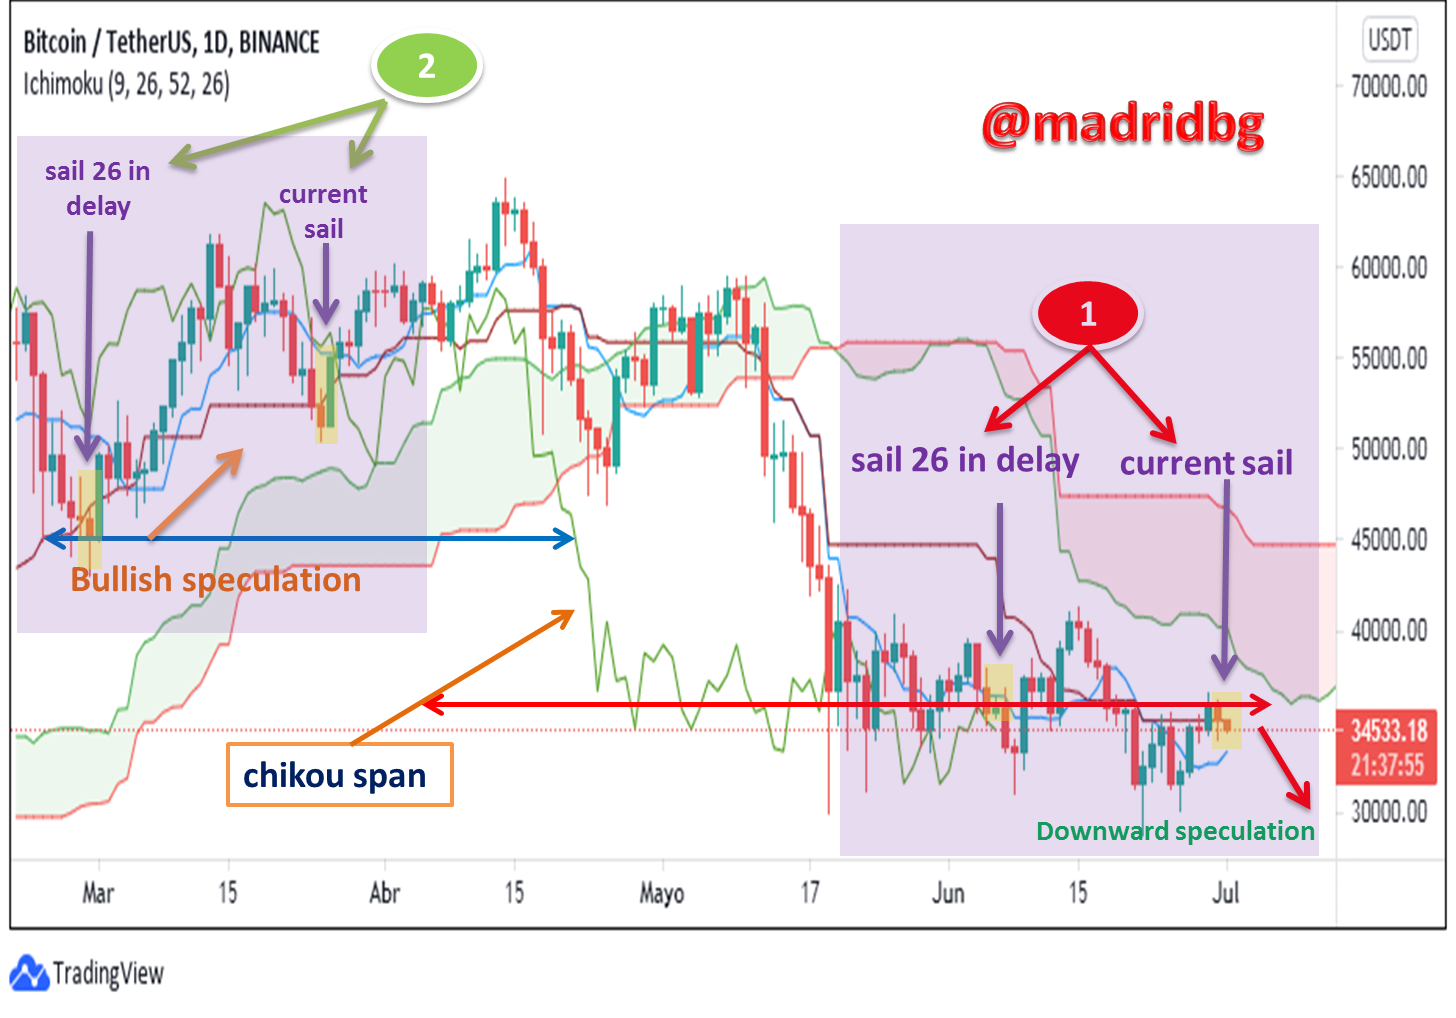 Bitcoin / TetherUS, 1D, BINANCE
Ichimoku (9, 26, 52, 26)
2
USDT
70000.00
@madridbg
sail 26 in
delay
current
sail
65000.00
60000.00
1
55000.00
sail 26 in delay
current sail
50000.00
45000.00
Bullish speculation
40000.00
34533.18
21:37:55
chikou span
30000.00
Downward speculation
Mar
15
Abr
15
Mayo
17
Jun
15
Jul
TradingView